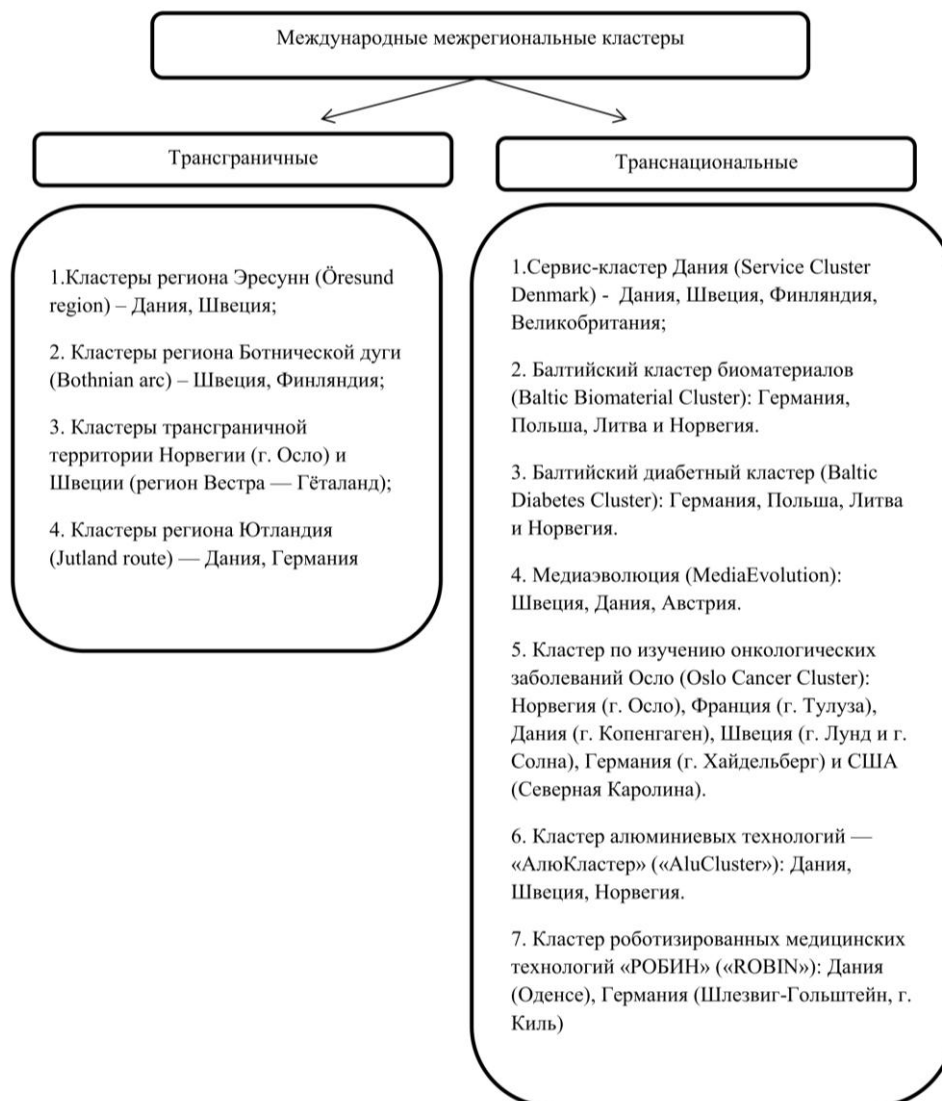 Международные межрегиональные кластеры
Трансграничные
1.Кластеры региона Эресунн (Öresund
region) – Дания, Швеция;
2. Кластеры региона Ботнической дуги
(Bothnian arc) – Швеция, Финляндия;
3. Кластеры трансграничной
территории Норвегии (г. Осло) и
Швеции (регион Вестра — Гёталанд);
4. Кластеры региона Ютландия
(Jutland route) — Дания, Германия
Транснациональные
1.Сервис-кластер Дания (Service Cluster
Denmark) - Дания, Швеция, Финляндия,
Великобритания;
2. Балтийский кластер биоматериалов
(Baltic Biomaterial Cluster): Германия,
Польша, Литва и Норвегия.
3. Балтийский диабетный кластер (Baltic
Diabetes Cluster): Германия, Польша, Литва
и Норвегия.
4. Медиаэволюция (MediaEvolution):
Швеция, Дания, Австрия.
5. Кластер по изучению онкологических
заболеваний Осло (Oslo Cancer Cluster):
Норвегия (г. Осло), Франция (г. Тулуза),
Дания (г. Копенгаген), Швеция (г. Лунд и г.
Солна), Германия (г. Хайдельберг) и США
(Северная Каролина).
6. Кластер алюминиевых технологий —
«АлюКластер» («AluCluster»): Дания,
Швеция, Норвегия.
7. Кластер роботизированных медицинских
технологий «РОБИН» («ROBIN»): Дания
(Оденсе), Германия (Шлезвиг-Гольштейн, г.
Киль)